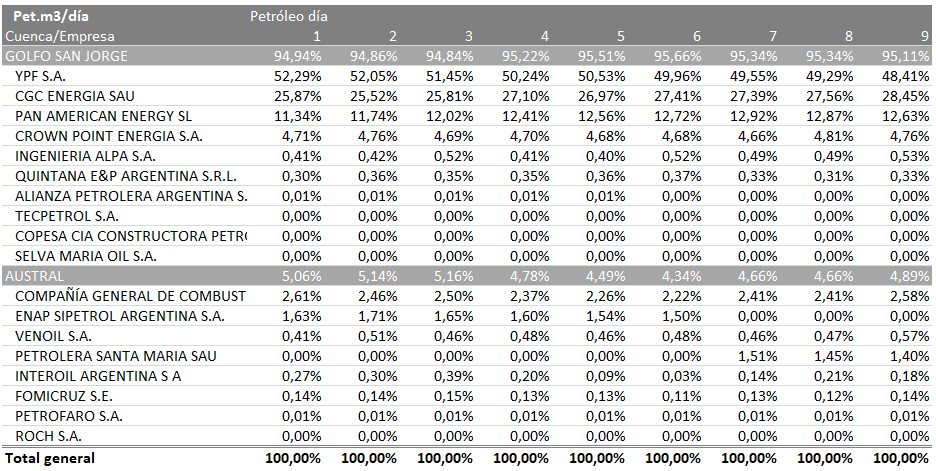 Pet.m3/día Petróleo día
Cuenca/Empresa 1 2 3 4 5 6 7 8 9
GOLFO SAN JORGE 94,94% 94,86% 94,84% 95,22% 95,51% 95,66% 95,34% 95,34% 95,11%
YPF S.A. 52,29% 52,05% 51,45% 50,24% 50,53% 49,96% 49,55% 49,29% 48,41%
CGC ENERGIA SAU 25,87% 25,52% 25,81% 27,10% 26,97% 27,41% 27,39% 27,56% 28,45%
PAN AMERICAN ENERGY SL 11,34% 11,74% 12,02% 12,41% 12,56% 12,72% 12,92% 12,87% 12,63%
CROWN POINT ENERGIA S.A. 4,71% 4,76% 4,69% 4,70% 4,68% 4,68% 4,66% 4,81% 4,76%
INGENIERIA ALPA S.A. 0,41% 0,42% 0,52% 0,41% 0,40% 0,52% 0,49% 0,49% 0,53%
QUINTANA E&P ARGENTINA S.R.L. 0,30% 0,36% 0,35% 0,35% 0,36% 0,37% 0,33% 0,31% 0,33%
ALIANZA PETROLERA ARGENTINA S. 0,01% 0,01% 0,01% 0,01% 0,01% 0,00% 0,00% 0,00% 0,00%
TECPETROL S.A. 0,00% 0,00% 0,00% 0,00% 0,00% 0,00% 0,00% 0,00% 0,00%
COPESA CIA CONSTRUCTORA PETRO 0,00% 0,00% 0,00% 0,00% 0,00% 0,00% 0,00% 0,00% 0,00%
SELVA MARIA OIL S.A. 0,00% 0,00% 0,00% 0,00% 0,00% 0,00% 0,00% 0,00% 0,00%
AUSTRAL 5,06% 5,14% 5,16% 4,78% 4,49% 4,34% 4,66% 4,66% 4,89%
COMPAÑÍA GENERAL DE COMBUST 2,61% 2,46% 2,50% 2,37% 2,26% 2,22% 2,41% 2,41% 2,58%
ENAP SIPETROL ARGENTINA S.A. 1,63% 1,71% 1,65% 1,60% 1,54% 1,50% 0,00% 0,00% 0,00%
VENOIL S.A. 0,41% 0,51% 0,46% 0,48% 0,46% 0,48% 0,46% 0,47% 0,57%
PETROLERA SANTA MARIA SAU 0,00% 0,00% 0,00% 0,00% 0,00% 0,00% 1,51% 1,45% 1,40%
INTEROIL ARGENTINA S A 0,27% 0,30% 0,39% 0,20% 0,09% 0,03% 0,14% 0,21% 0,18%
FOMICRUZ S.E. 0,14% 0,14% 0,15% 0,13% 0,13% 0,11% 0,13% 0,12% 0,14%
PETROFARO S.A. 0,01% 0,01% 0,01% 0,01% 0,01% 0,01% 0,01% 0,01% 0,01%
ROCH S.A. 0,00% 0,00% 0,00% 0,00% 0,00% 0,00% 0,00% 0,00% 0,00%
Total general 100,00% 100,00% 100,00% 100,00% 100,00% 100,00% 100,00% 100,00% 100,00%